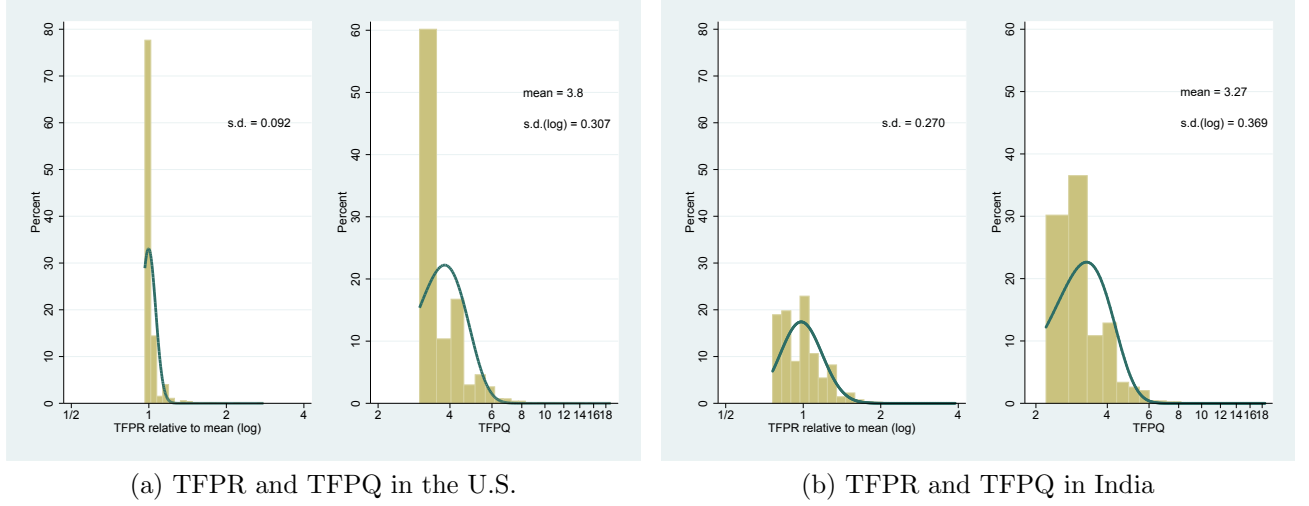 80
70
60
50
40
30
20
10
0
Percent
s.d. = 0.092
1/2 1 2 4
TFPR relative to mean (log)
60
50
40
30
20
10
0
Percent
mean = 3.8
s.d.(log) = 0.307
2 4 6 8 10 12 14 16 18
TFPQ
(a) TFPR and TFPQ in the U.S.
80
70
60
50
40
30
20
10
0
Percent
s.d. = 0.270
1/2 1 2 4
TFPR relative to mean (log)
60
50
40
30
20
10
0
Percent
mean = 3.27
s.d.(log) = 0.369
2 4 6 8 10 12 14 16 18
TFPQ
(b) TFPR and TFPQ in India